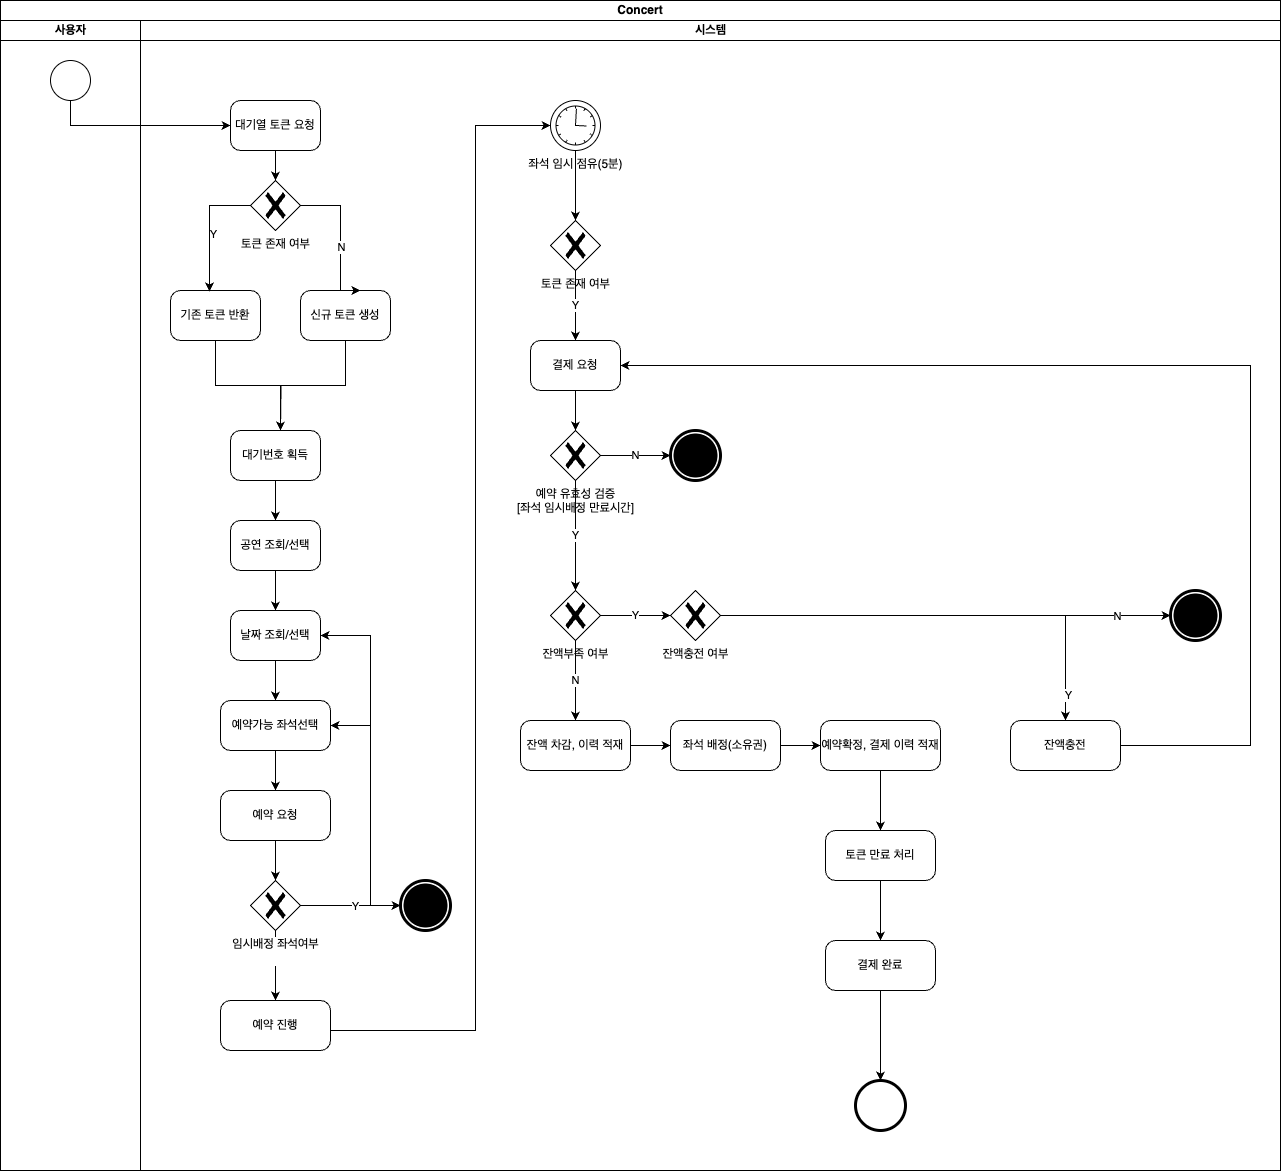 Concert
사용자
시스템
대기열 토큰 요청
토큰 존재 여부
Y
N
기존 토큰 반환
신규 토큰 생성
대기번호 획득
공연 조회/선택
날짜 조회/선택
예약가능 좌석선택
예약 요청
Y
임시배정 좌석여부
예약 진행
좌석 임시 점유(5분)
토큰 존재 여부
Y
결제 요청
N
예약 유효성 검증
[좌석 임시배정 만료시간]
Y
Y
N
잔액부족 여부
잔액충전 여부
N
Y
잔액 차감, 이력 적재
좌석 배정(소유권)
예약확정, 결제 이력 적재
잔액충전
토큰 만료 처리
결제 완료